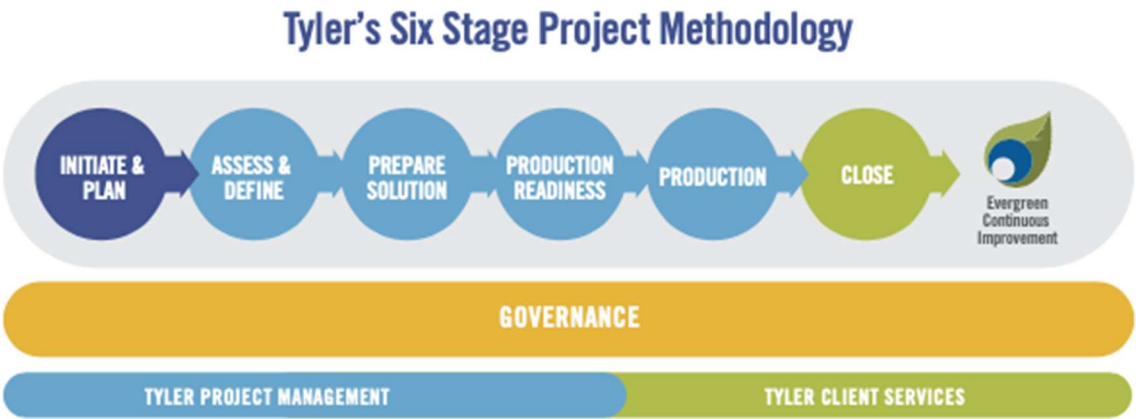 Tyler's Six Stage Project Methodology
INITIATE &
PLAN
ASSESS &
DEFINE
PREPARE
SOLUTION
PRODUCTION
READINESS
PRODUCTION
CLOSE
Evergreen
Continuous
Improvement
GOVERNANCE
TYLER PROJECT MANAGEMENT
TYLER CLIENT SERVICES